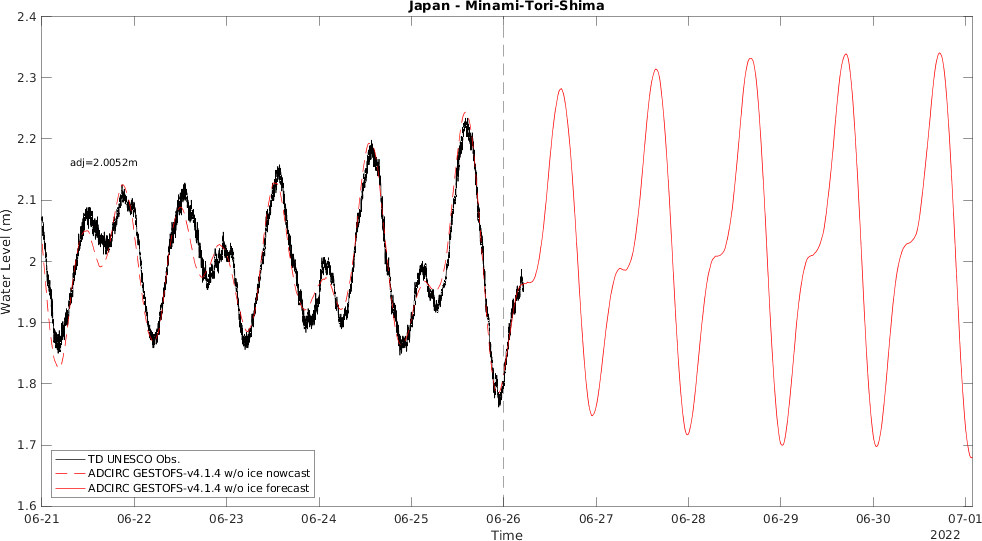 Japan - Minami-Tori-Shima
2.4
2.3
2.2
2.1
2
1.9
1.8
1.7
1.6
Water Level (m)
adj=2.0052m
TD UNESCO Obs.
ADCIRC GESTOFS-v4.1.4 w/o ice nowcast
ADCIRC GESTOFS-v4.1.4 w/o ice forecast
06-21 06-22 06-23 06-24 06-25 06-26 06-27 06-28 06-29 06-30 07-01
Time
2022